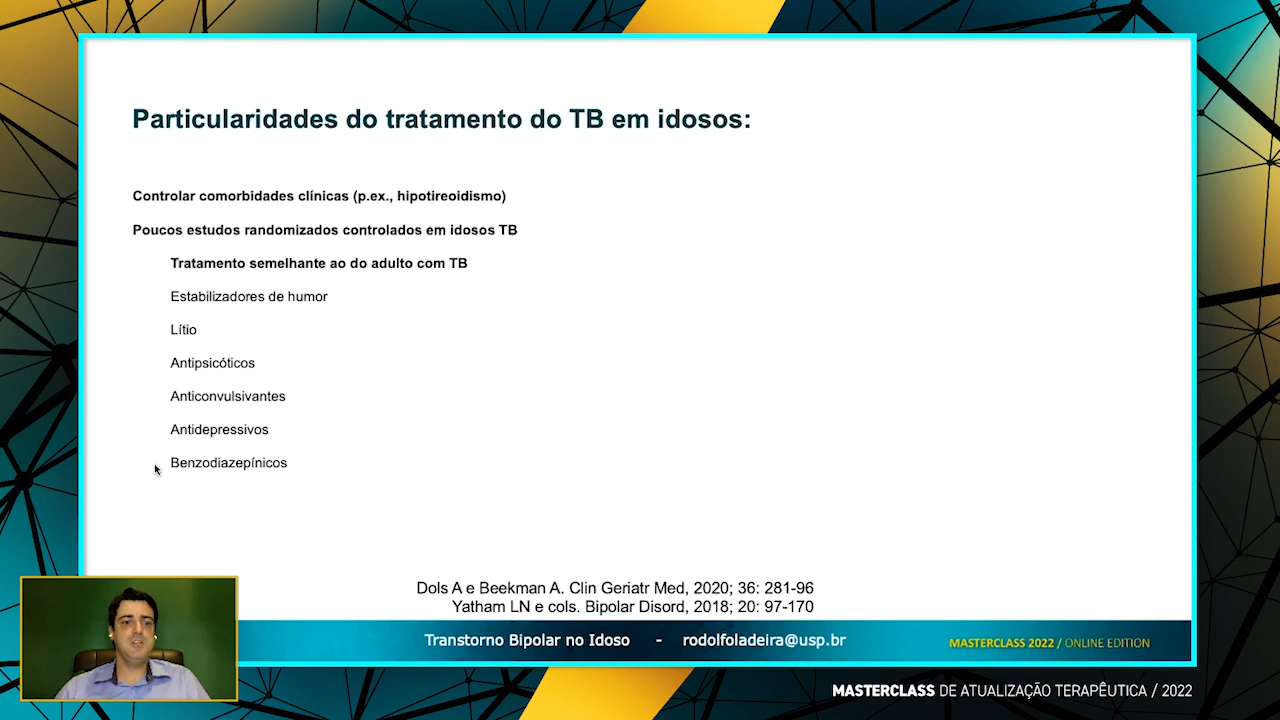 Particularidades do tratamento do TB em idosos:
Controlar comorbidades clínicas (p.ex., hipotireoidismo)
Poucos estudos randomizados controlados em idosos TB
Tratamento semelhante ao do adulto com TB
Estabilizadores de humor
Lítio
Antipsicóticos
Anticonvulsivantes
Antidepressivos
Benzodiazepínicos
Dols A e Beekman A. Clin Geriatr Med, 2020; 36: 281-96
Yatham LN e cols. Bipolar Disord, 2018; 20: 97-170
Transtorno Bipolar no Idoso - rodolfoladeira@usp.br
MASTERCLASS 2022 / ONLINE EDITION
MASTERCLASS DE ATUALIZAÇÃO TERAPÊUTICA / 2022